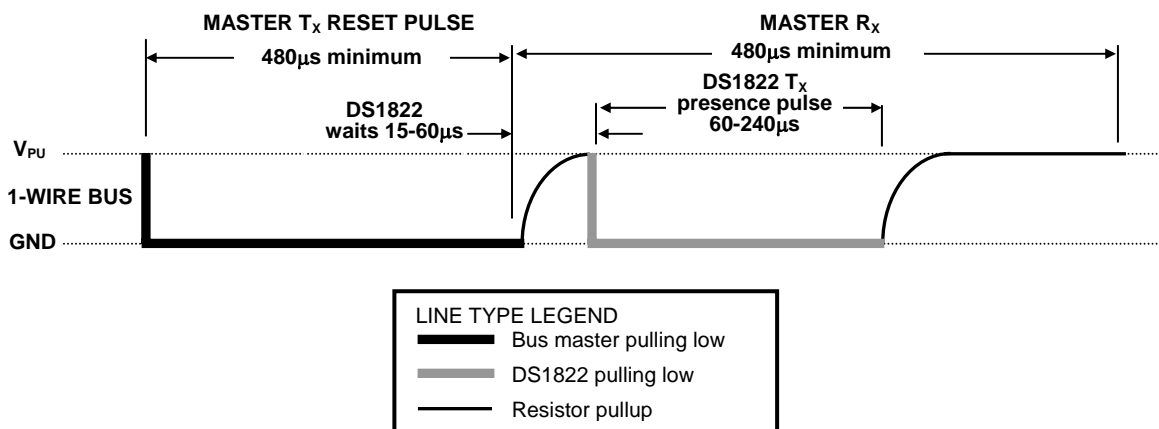 MASTER TX RESET PULSE
480μs minimum
MASTER RX
480μs minimum
DS1822 TX
presence pulse
60-240μs
DS1822
waits 15-60μs
VPU
1-WIRE BUS
GND
LINE TYPE LEGEND
Bus master pulling low
DS1822 pulling low
Resistor pullup